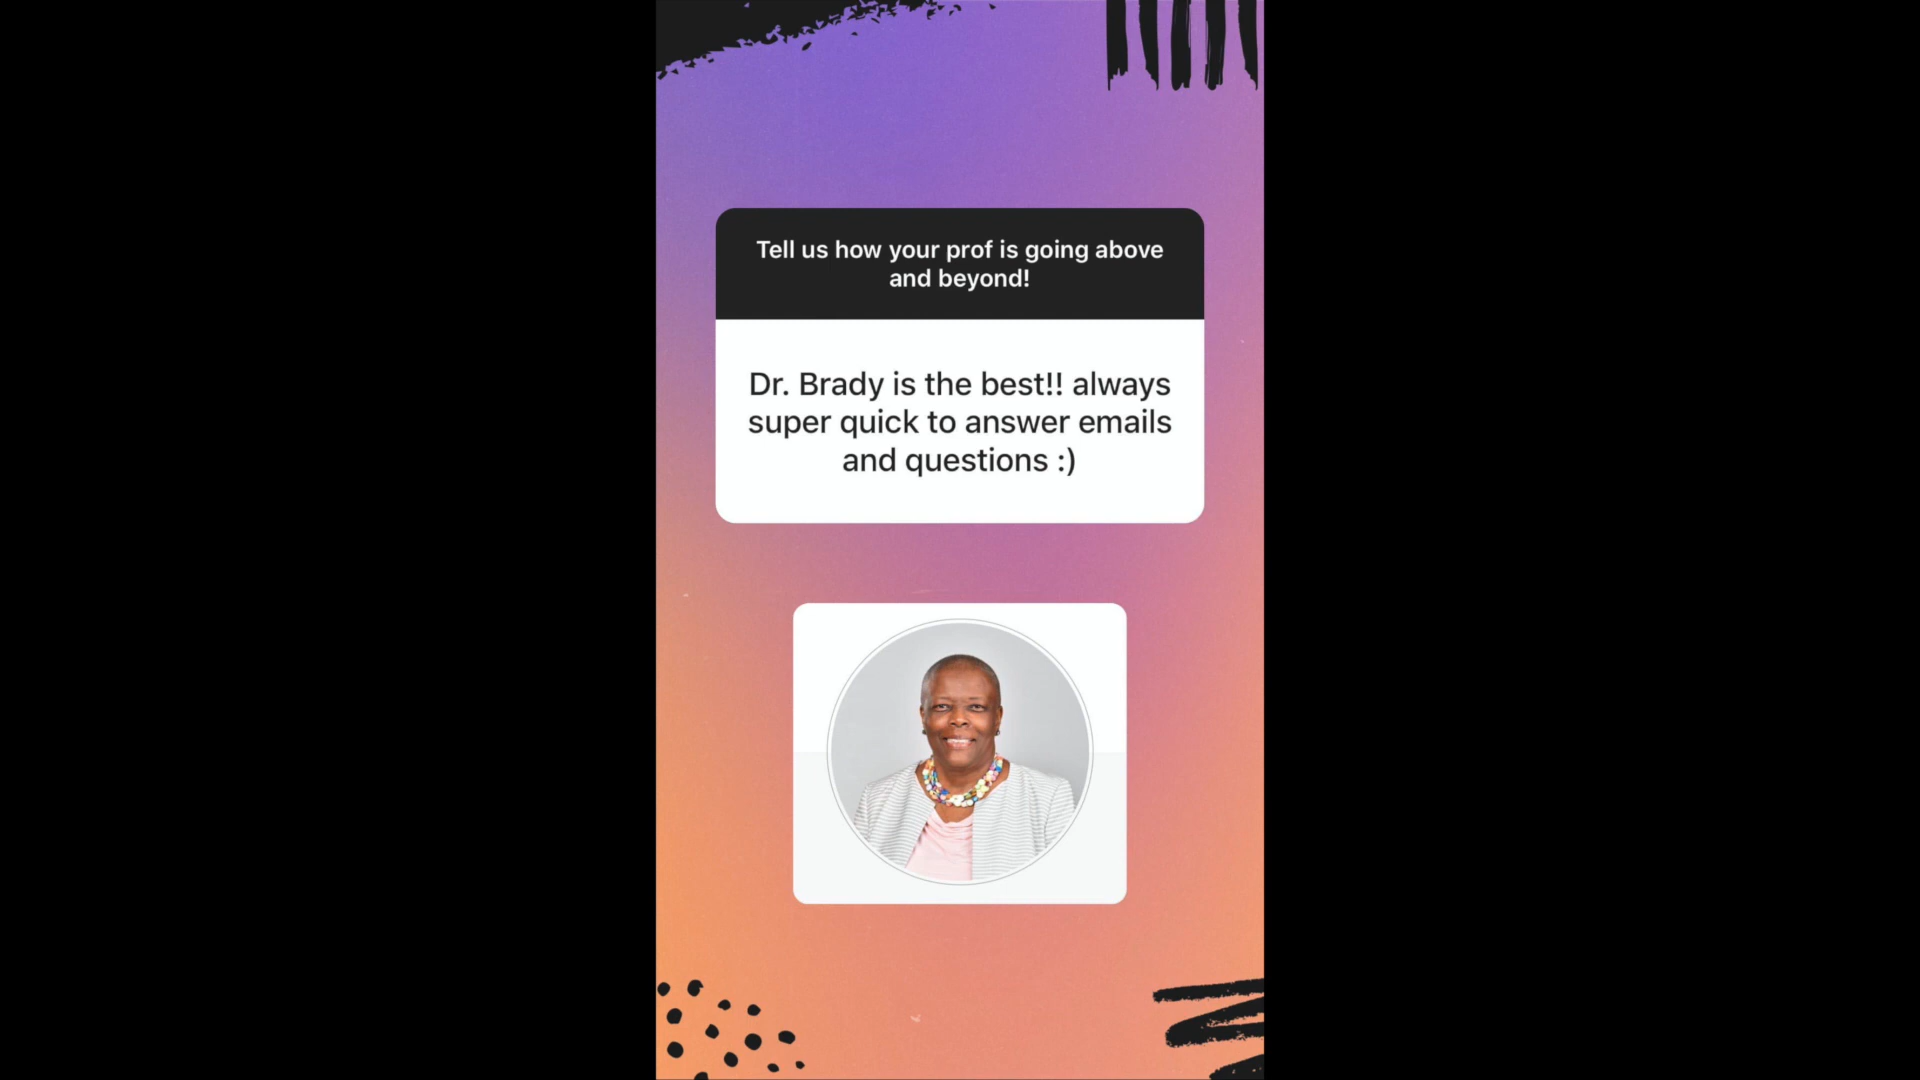 Tell us how your prof is going above
and beyond!
Dr. Brady is the best!! always
super quick to answer emails
and questions :)